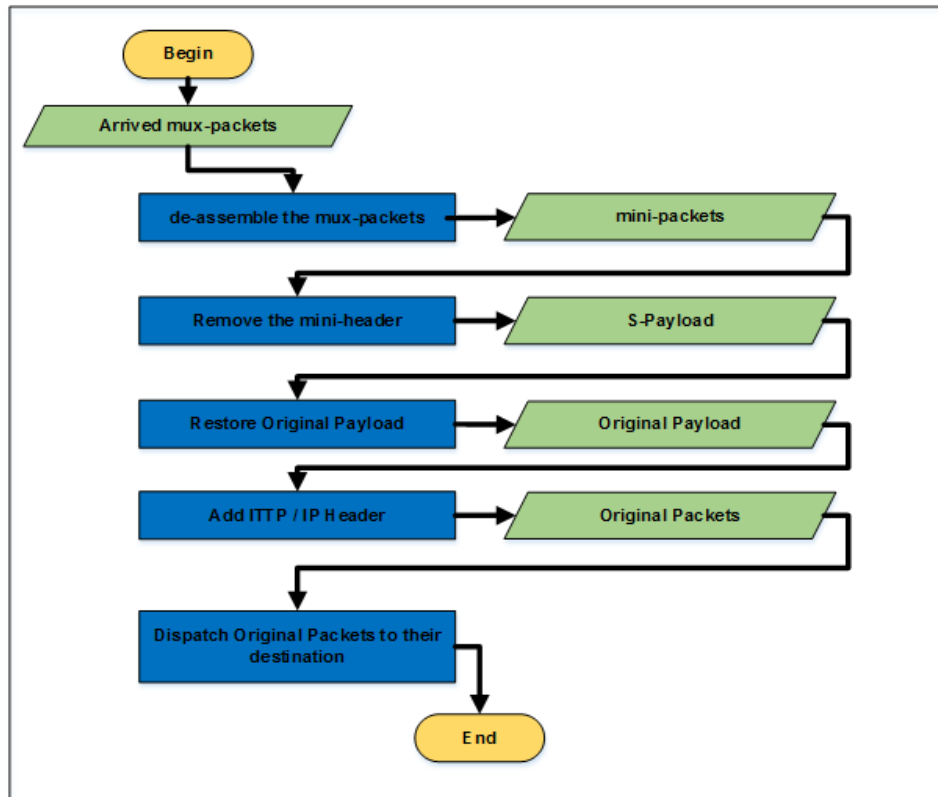 Begin
Arrived mux-packets
de-assemble the mux-packets
mini-packets
Remove the mini-header
S-Payload
Restore Original Payload
Original Payload
Add ITTP / IP Header
Original Packets
Dispatch Original Packets to their
destination
End